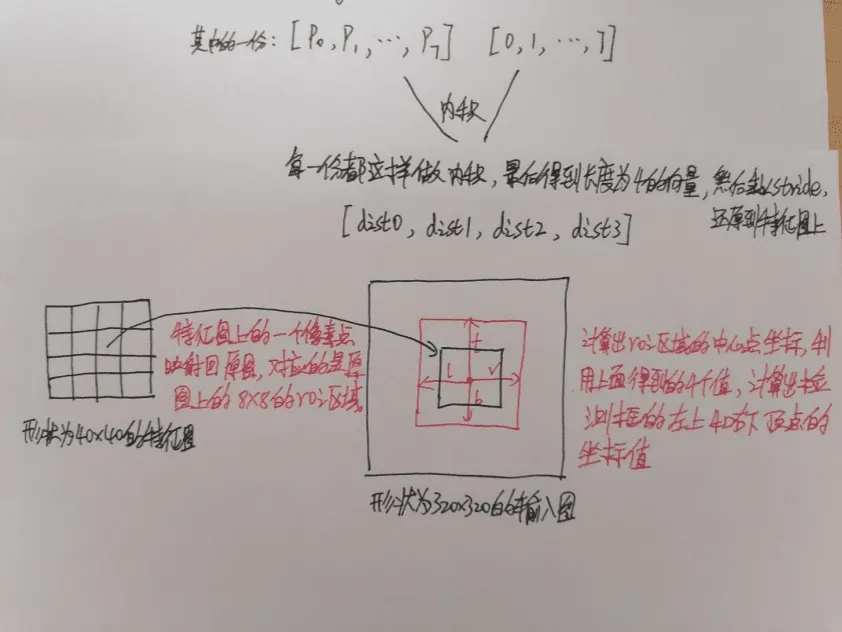 其中的一份: [P0, P1, ⋯, P7] [0, 1, ⋯, 7]
内积
每一份都这样做内积, 最后得到长度为4的向量, 然后乘以stride,
还原到特征图上
[dist0, dist1, dist2, dist3]
特征图上的一个像素点
映射回原图, 对应的是原
图上的8×8的roi区域
形状为40×40的特征图
t
l
r
b
计算出roi区域的中心点坐标, 利
用上面得到的4个值, 计算出检
测框的左上和右下顶点的
坐标值
形状为320×320的输入图